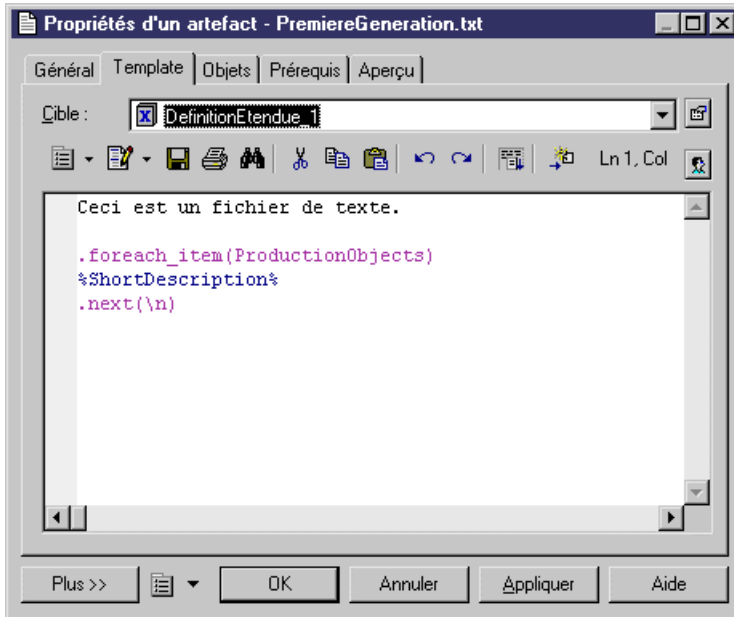 Propriétés d'un artefact - PremiereGeneration.txt
Général Template Objets Prérequis Aperçu
Cible : DefinitionEtendue_1
Ln 1, Col
Ceci est un fichier de texte.
.foreach_item(ProductionObjects)
%ShortDescription%
.next(\n)
Plus >> OK Annuler Appliquer Aide